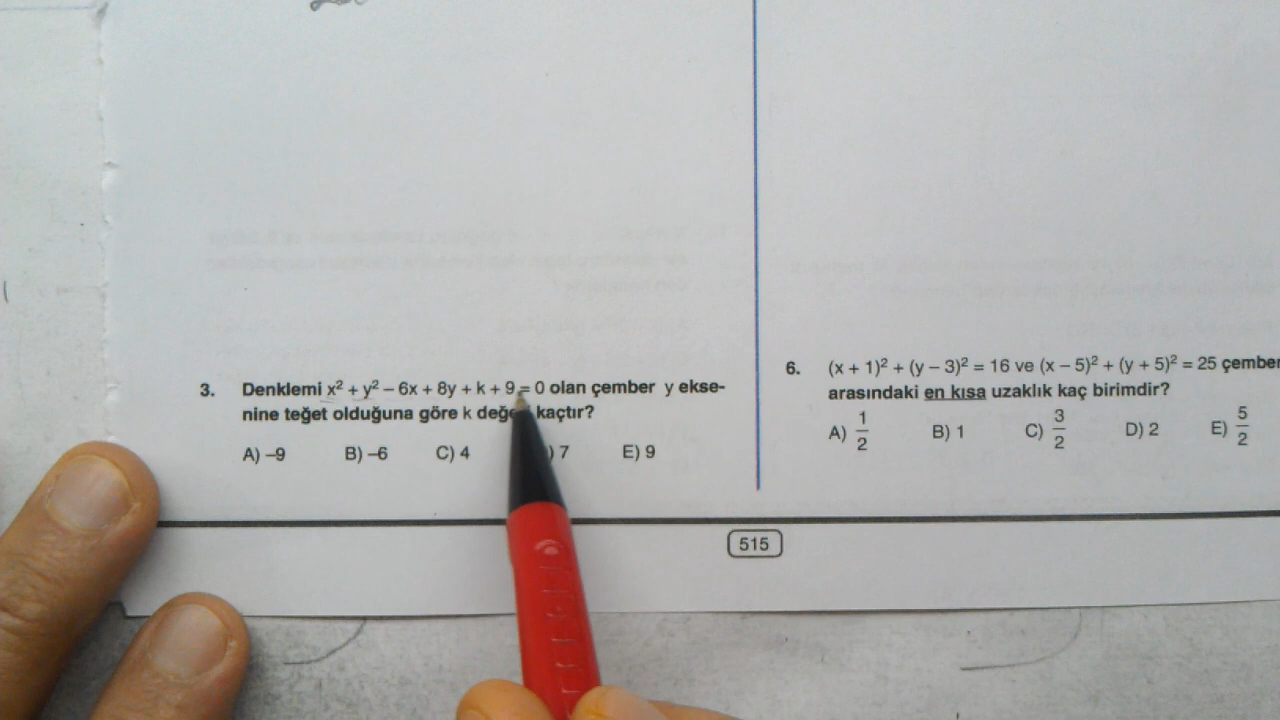 3. Denklemi x² + y² – 6x + 8y + k + 9 = 0 olan çember y ekse-
nine teğet olduğuna göre k kaçtır?
A) –9 B) –6 C) 4 ) 7 E) 9
6. (x + 1)² + (y – 3)² = 16 ve (x – 5)² + (y + 5)² = 25
arasındaki en kısa uzaklık kaç birimdir?
A) 1/2 B) 1 C) 3/2 D) 2 E) 5/2
515